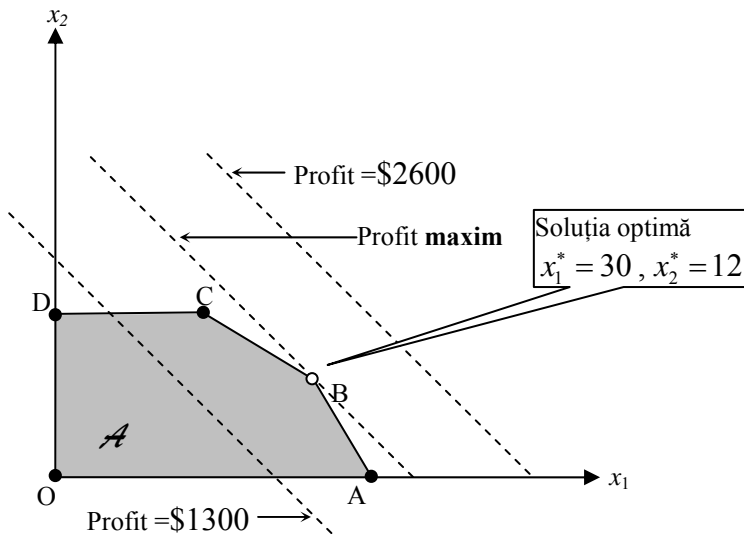 x₂
Profit =$2600
Profit maxim
Soluția optimă
x₁* = 30 , x₂* = 12
D
C
B
𝒜
O
A
x₁
Profit =$1300